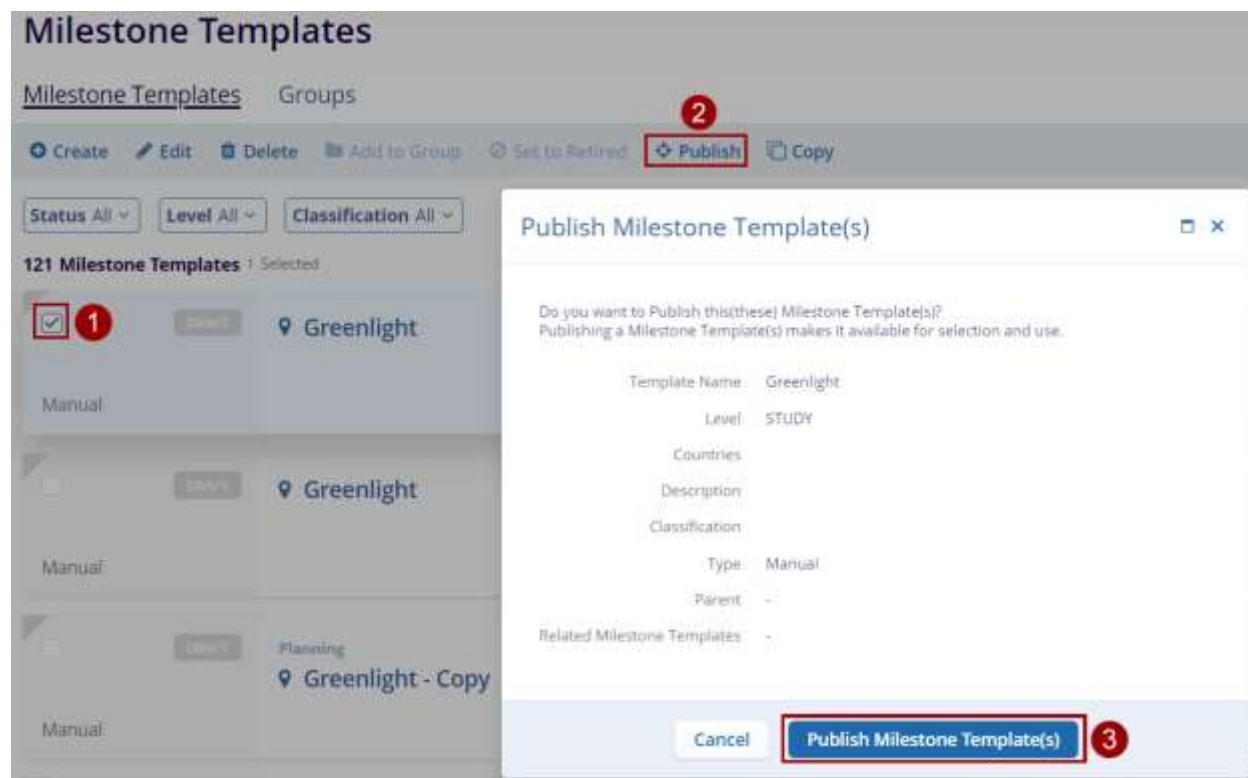 Milestone Templates
Milestone Templates Groups
2
Create Edit Delete Add to Group Set to Retired Publish Copy
Status All Level All Classification All
121 Milestone Templates 1 Selected
1 DRAFT Greenlight
Manual
DRAFT Greenlight
Manual
DRAFT Planning
Greenlight - Copy
Manual
Publish Milestone Template(s)
Do you want to Publish this(these) Milestone Template(s)?
Publishing a Milestone Template(s) makes it available for selection and use.
Template Name Greenlight
Level STUDY
Countries
Description
Classification
Type Manual
Parent -
Related Milestone Templates -
Cancel Publish Milestone Template(s) 3